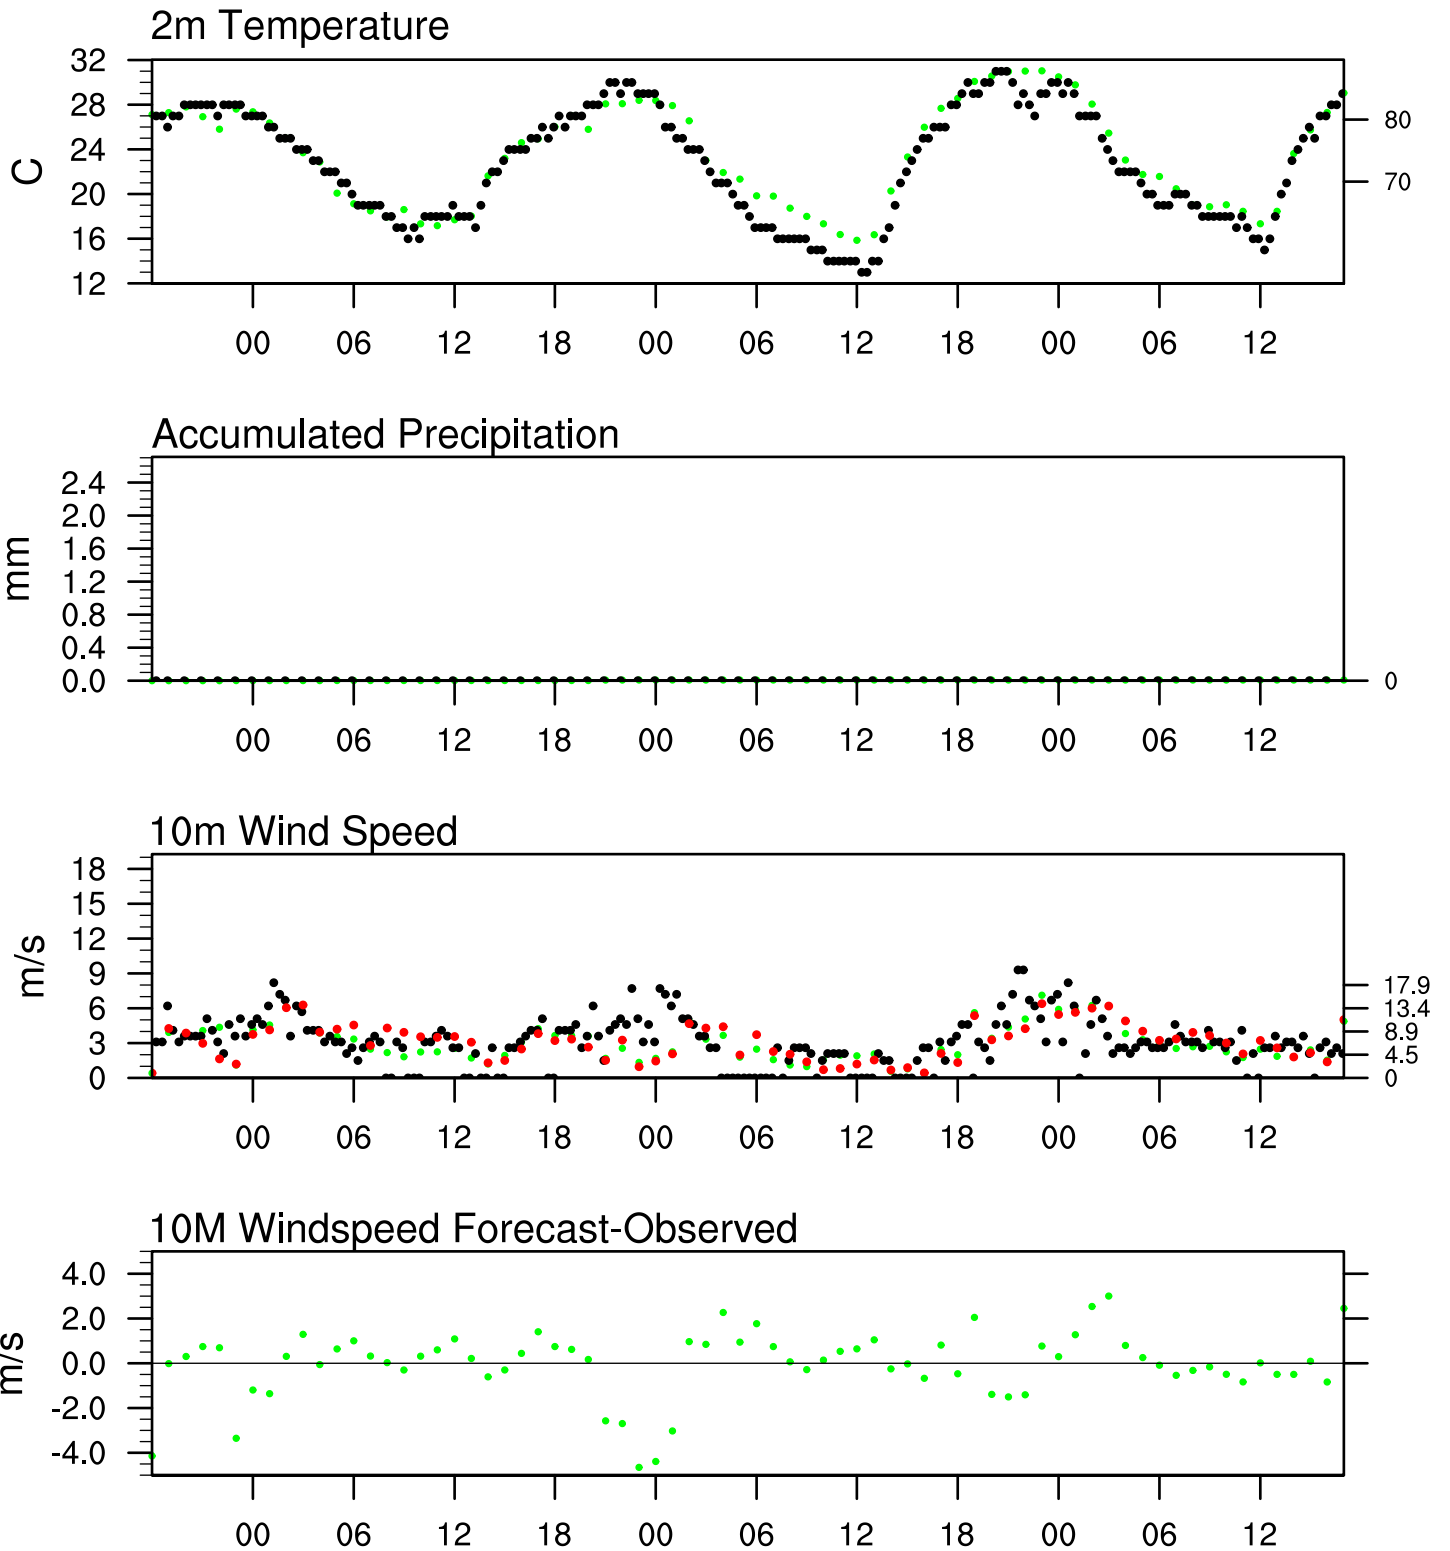 2m Temperature
32
28
24
20
16
12
C
80
70
00 06 12 18 00 06 12 18 00 06 12
Accumulated Precipitation
2.4
2.0
1.6
1.2
0.8
0.4
0.0
mm
0
00 06 12 18 00 06 12 18 00 06 12
10m Wind Speed
18
15
12
9
6
3
0
m/s
17.9
13.4
8.9
4.5
0
00 06 12 18 00 06 12 18 00 06 12
10M Windspeed Forecast-Observed
4.0
2.0
0.0
-2.0
-4.0
m/s
00 06 12 18 00 06 12 18 00 06 12